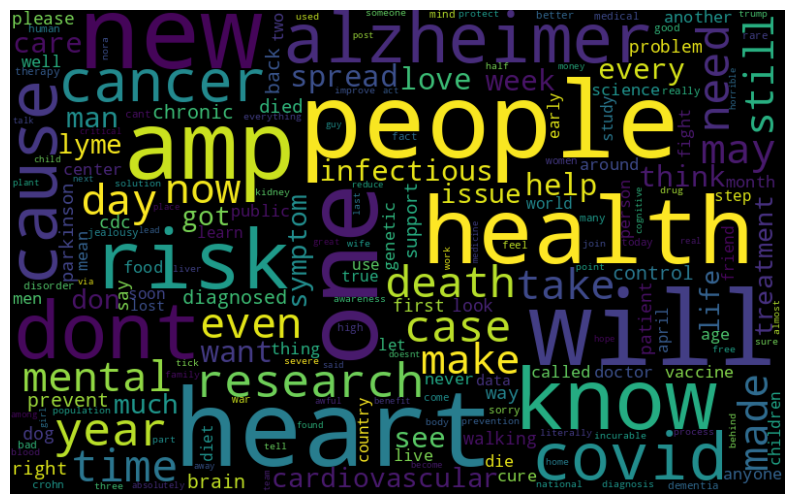 please
new
amp
alzheimer
back
two
another
used
someone
mind
protect
better
medical
trump
human
nora
therapy
post
good
rare
care
well
cancer
spread
love
week
every
problem
need
still
talk
cant
improve
act
half
money
really
horrible
everything
science
cause
man
died
chronic
guy
fact
early
study
fight
lyme
amp
people
may
child
critical
women
around
center
infectious
think
month
plant
next
day
now
kidney
issue
help
person
drug
step
cdc
got
public
genetic
support
world
cognitive
parkinson
mean
solution
place
reduce
last
one
health
many
today
real
jealousy
lead
learn
symptom
great
wife
use
true
work
medicine
feel
join
friend
food
liver
risk
death
take
point
control
treatment
disorder
via
men
say
soon
lost
don
diagnosed
awareness
first
look
patient
april
life
almost
sure
dont
even
high
let
case
will
hope
age
free
tick
want
thing
doesnt
severe
said
make
called
doctor
vaccine
mental
family
research
never
data
prevent
much
population
war
found
benefit
come
way
sorry
literally
incurable
process
behind
made
children
among
girl
awful
country
body
prevention
know
dog
year
heart
see
walking
covid
bad
part
diet
tell
live
die
home
anyone
right
time
away
brain
team
become
cure
blood
crohn
three
absolutely
cardiovascular
national
diagnosis
dementia